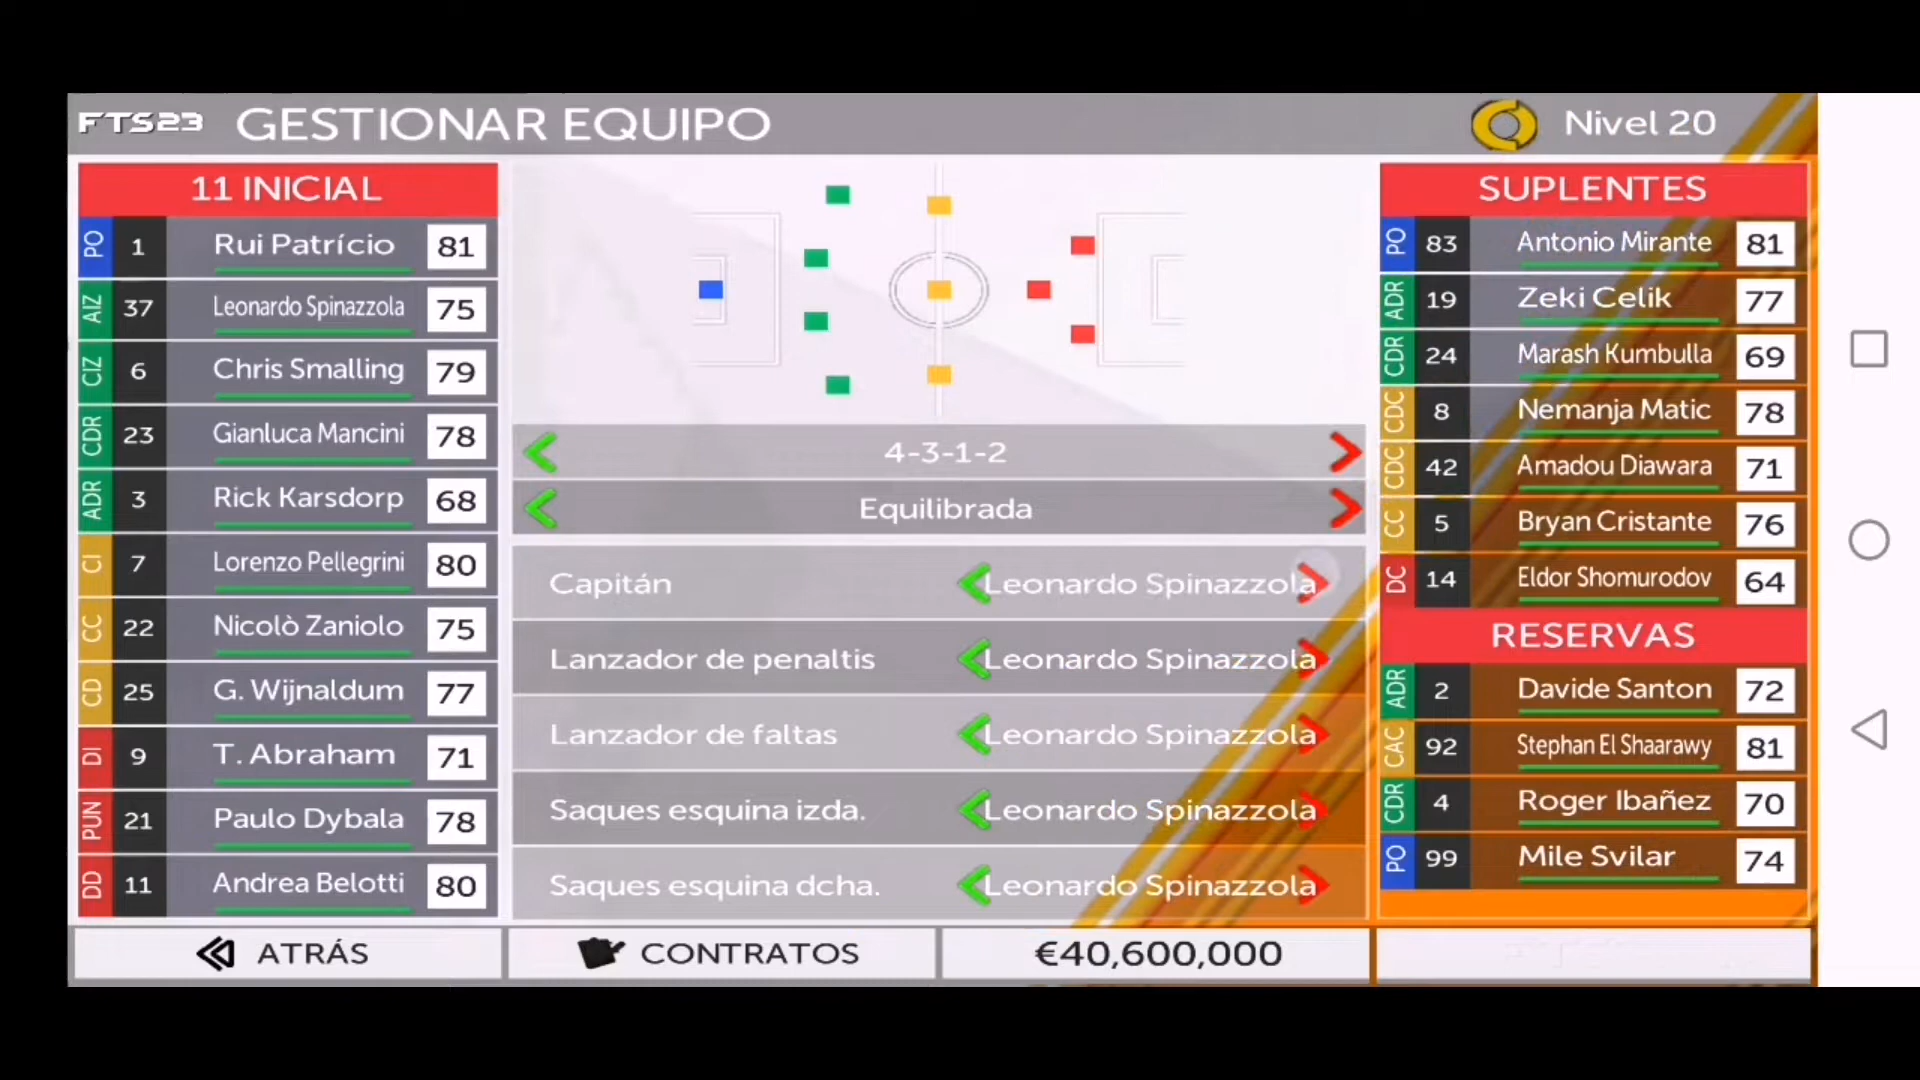 FTS23 GESTIONAR EQUIPO Nivel 20
11 INICIAL
PO 1 Rui Patrício 81
AIZ 37 Leonardo Spinazzola 75
CIZ 6 Chris Smalling 79
CDR 23 Gianluca Mancini 78
ADR 3 Rick Karsdorp 68
CI 7 Lorenzo Pellegrini 80
CC 22 Nicolò Zaniolo 75
CD 25 G. Wijnaldum 77
DI 9 T. Abraham 71
PUN 21 Paulo Dybala 78
DD 11 Andrea Belotti 80
4-3-1-2
Equilibrada
Capitán Leonardo Spinazzola
Lanzador de penaltis Leonardo Spinazzola
Lanzador de faltas Leonardo Spinazzola
Saques esquina izda. Leonardo Spinazzola
Saques esquina dcha. Leonardo Spinazzola
SUPLENTES
PO 83 Antonio Mirante 81
ADR 19 Zeki Celik 77
CDR 24 Marash Kumbulla 69
CDC 8 Nemanja Matic 78
CDC 42 Amadou Diawara 71
CC 5 Bryan Cristante 76
DC 14 Eldor Shomurodov 64
RESERVAS
ADR 2 Davide Santon 72
CAC 92 Stephan El Shaarawy 81
CDR 4 Roger Ibañez 70
PO 99 Mile Svilar 74
ATRÁS CONTRATOS €40,600,000